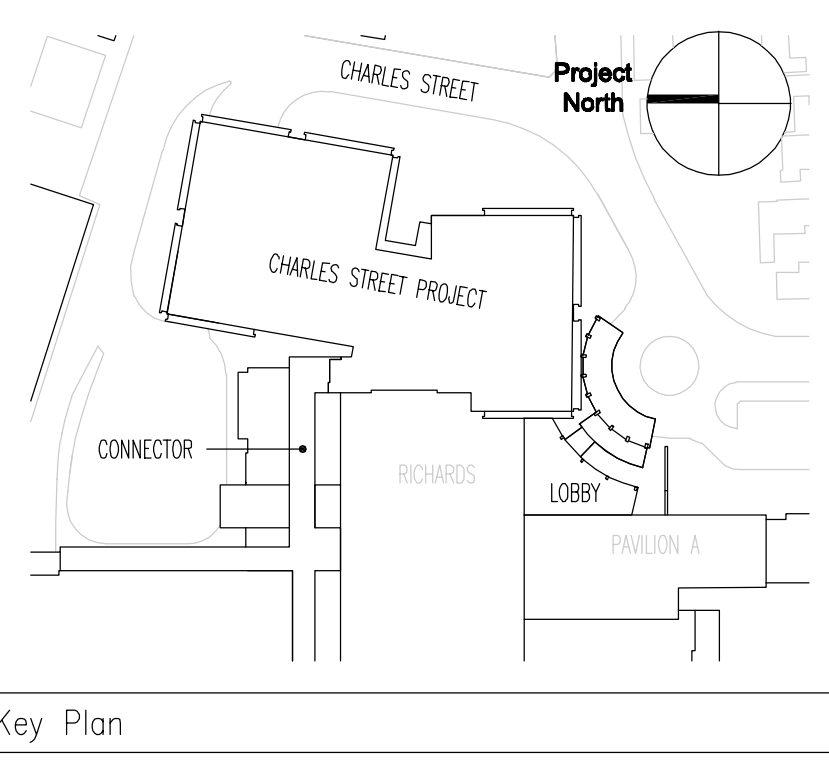 CHARLES STREET
Project
North
CHARLES STREET PROJECT
CONNECTOR
RICHARDS
LOBBY
PAVILION A
Key Plan